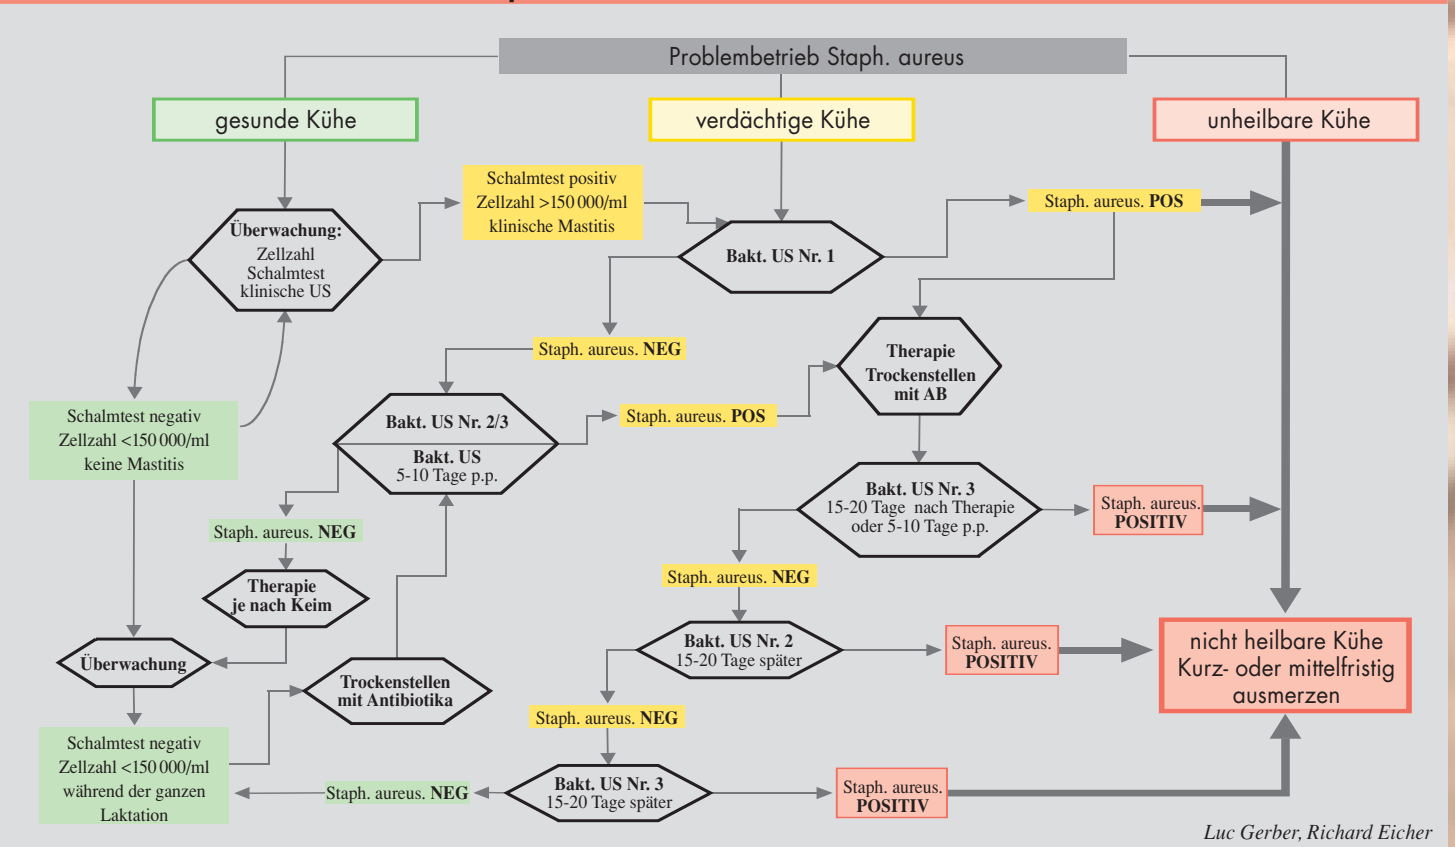 Problembetrieb Staph. aureus
gesunde Kühe
verdächtige Kühe
unheilbare Kühe
Schalmtest positiv
Zellzahl >150 000/ml
klinische Mastitis
Staph. aureus. POS
Überwachung:
Zellzahl
Schalmtest
klinische US
Bakt. US Nr. 1
Staph. aureus. NEG
Therapie
Trockenstellen
mit AB
Schalmtest negativ
Zellzahl <150 000/ml
keine Mastitis
Bakt. US Nr. 2/3
Bakt. US
5-10 Tage p.p.
Staph. aureus. POS
Bakt. US Nr. 3
15-20 Tage nach Therapie
oder 5-10 Tage p.p.
Staph. aureus.
POSITIV
Staph. aureus. NEG
Staph. aureus. NEG
Therapie
je nach Keim
Überwachung
Bakt. US Nr. 2
15-20 Tage später
Staph. aureus.
POSITIV
nicht heilbare Kühe
Kurz- oder mittelfristig
ausmerzen
Trockenstellen
mit Antibiotika
Staph. aureus. NEG
Schalmtest negativ
Zellzahl <150 000/ml
während der ganzen
Laktation
Staph. aureus. NEG
Bakt. US Nr. 3
15-20 Tage später
Staph. aureus.
POSITIV
Luc Gerber, Richard Eicher